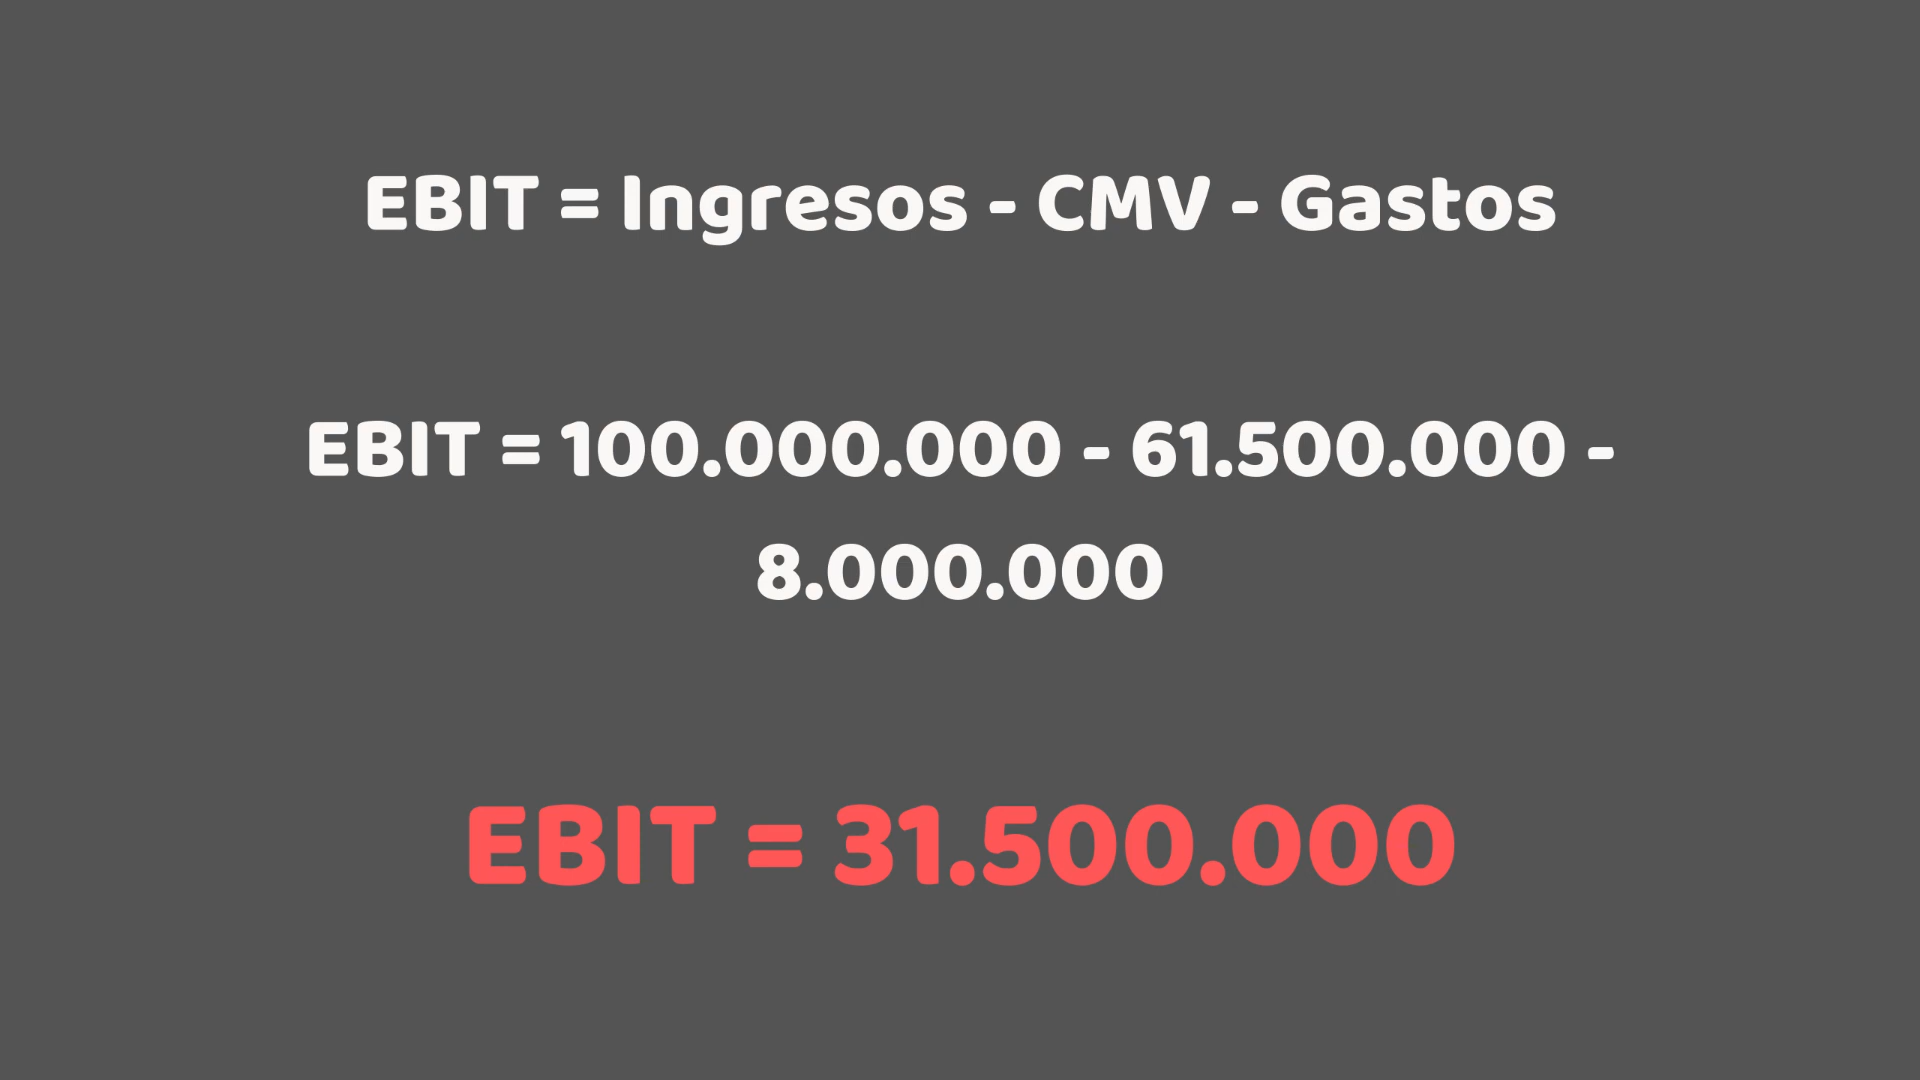 EBIT = Ingresos - CMV - Gastos
EBIT = 100.000.000 - 61.500.000 -
8.000.000
EBIT = 31.500.000